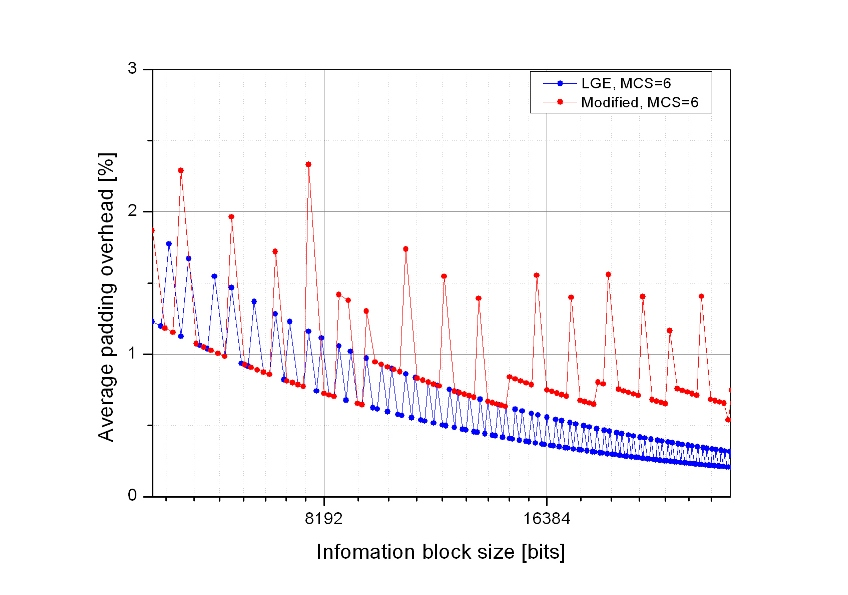 3
LGE, MCS=6
Modified, MCS=6
2
Average padding overhead [%]
1
0
8192
16384
Infomation block size [bits]